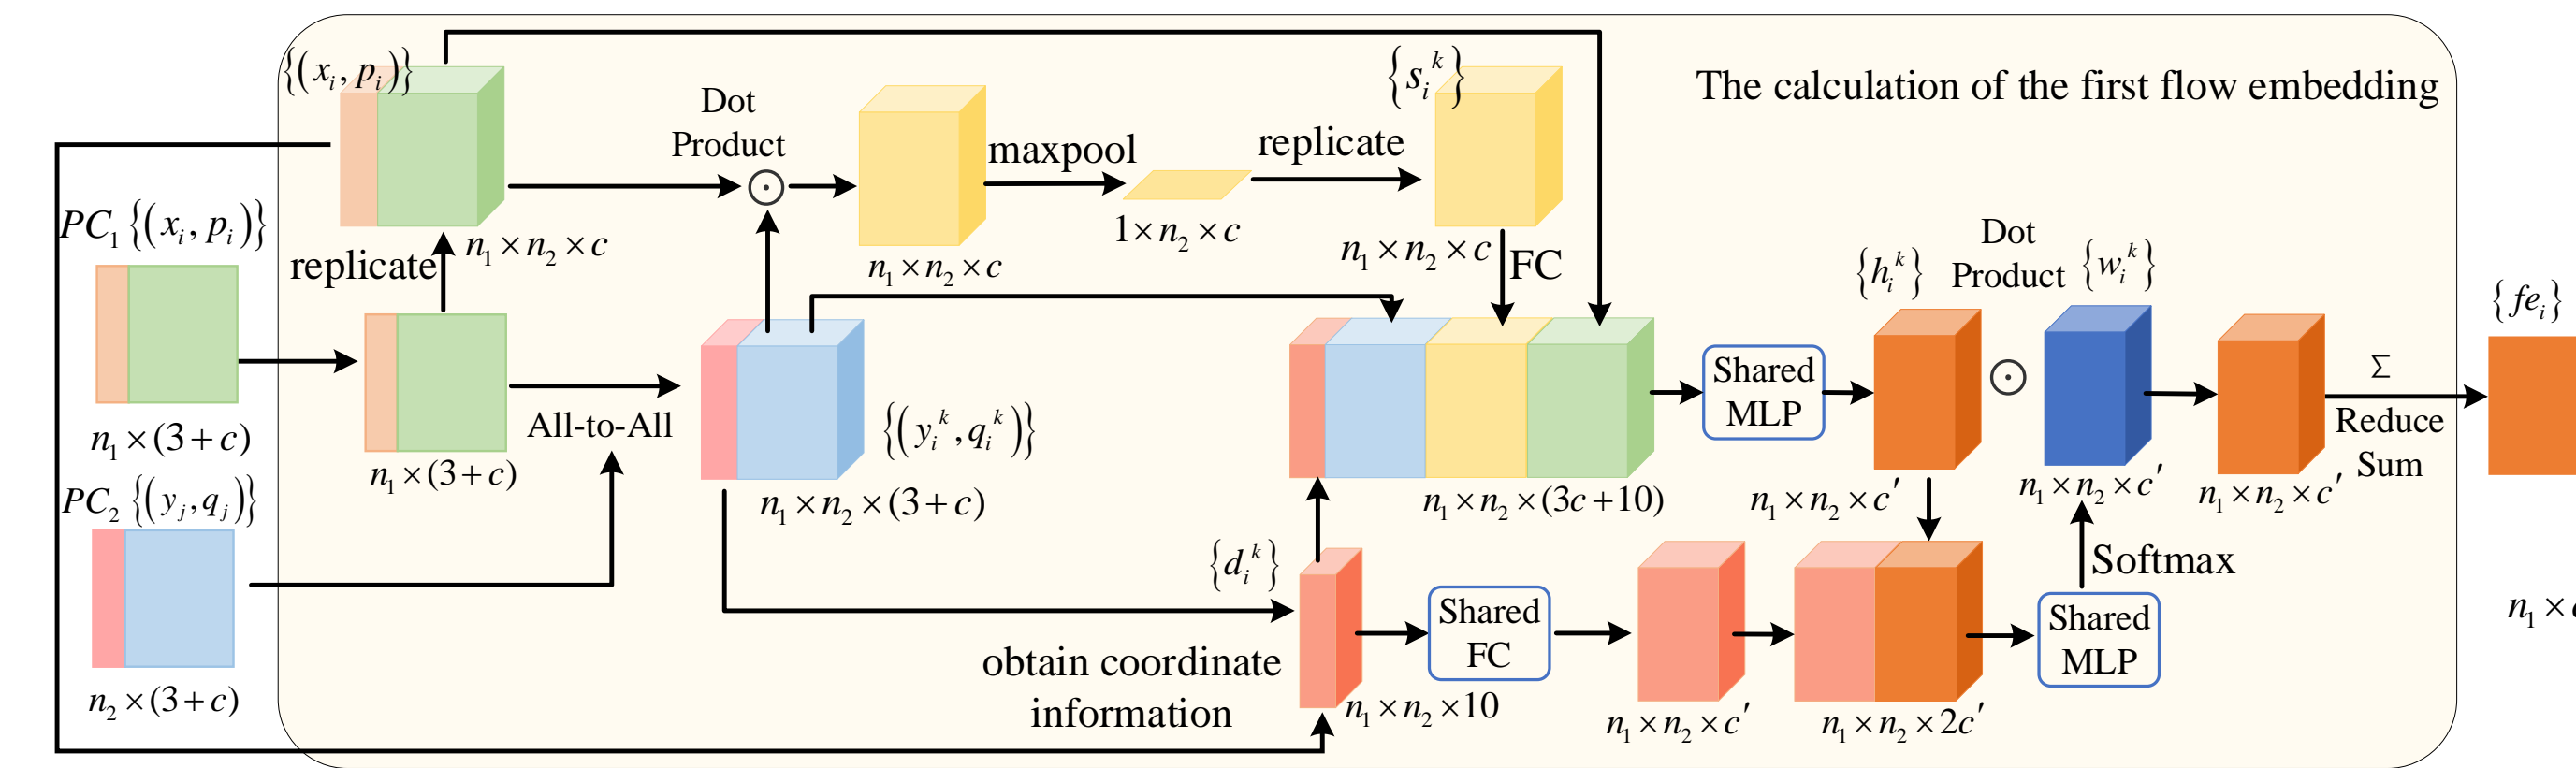 The calculation of the first flow embedding
{(x_i, p_i)}
Dot
Product
maxpool
replicate
{s_i^k}
1×n_2×c
n_1×n_2×c
n_1×n_2×c
n_1×n_2×c
FC
PC_1 {(x_i, p_i)}
replicate
n_1×(3+c)
n_1×(3+c)
All-to-All
{(y_i^k, q_i^k)}
n_1×n_2×(3+c)
PC_2 {(y_j, q_j)}
n_2×(3+c)
n_1×n_2×(3c+10)
Shared
MLP
{h_i^k}
Dot
Product
{w_i^k}
n_1×n_2×c′
n_1×n_2×c′
n_1×n_2×c′
Σ
Reduce
Sum
{fe_i}
{d_i^k}
obtain coordinate
information
n_1×n_2×10
Shared
FC
n_1×n_2×c′
n_1×n_2×2c′
Shared
MLP
Softmax
n_1×